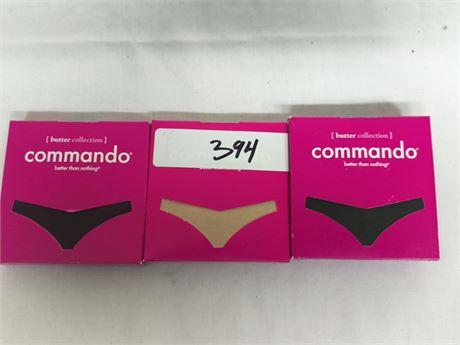 [ butter collection ]
commando®
better than nothing®
394
[ butter collection ]
commando®
better than nothing®